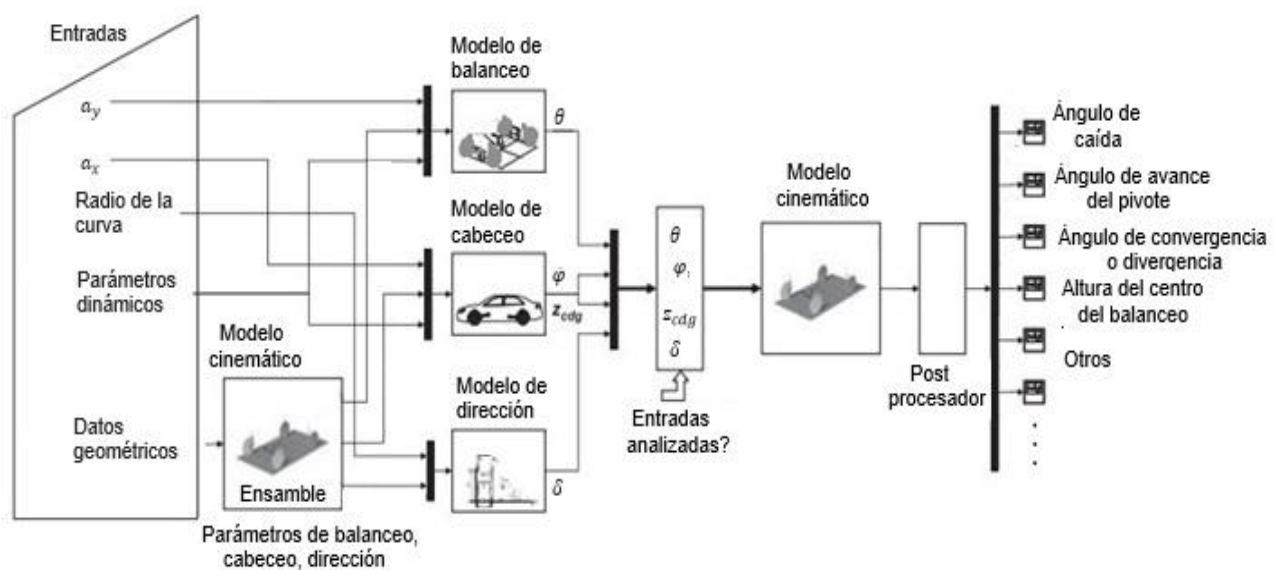 Entradas
a_y
a_x
Radio de la
curva
Parámetros
dinámicos
Datos
geométricos
Modelo
cinemático
Ensamble
Parámetros de balanceo,
cabeceo, dirección
Modelo de
balanceo
θ
Modelo de
cabeceo
φ
z_cdg
Modelo de
dirección
δ
θ
φ
z_cdg
δ
Entradas
analizadas?
Modelo
cinemático
Post
procesador
Ángulo de
caída
Ángulo de avance
del pivote
Ángulo de convergencia
o divergencia
Altura del centro
del balanceo
Otros